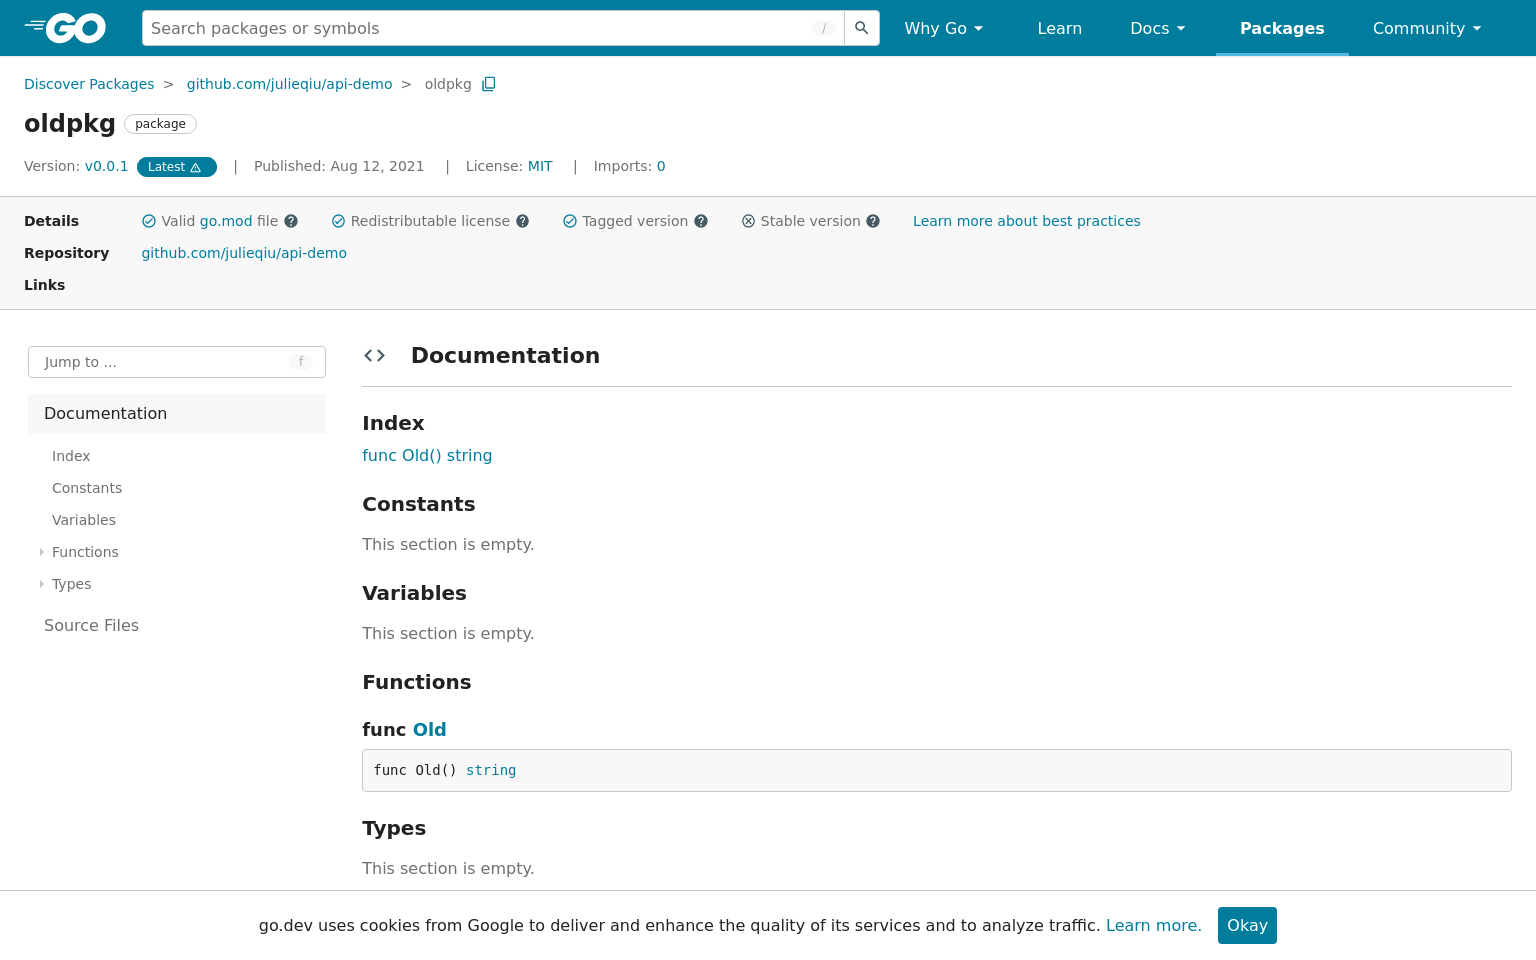 GO Search packages or symbols / Why Go Learn Docs Packages Community
Discover Packages > github.com/julieqiu/api-demo > oldpkg
oldpkg package
Version: v0.0.1 Latest | Published: Aug 12, 2021 | License: MIT | Imports: 0
Details Valid go.mod file Redistributable license Tagged version Stable version Learn more about best practices
Repository github.com/julieqiu/api-demo
Links
Jump to ... f
Documentation
Index
Constants
Variables
Functions
Types
Source Files
Documentation
Index
func Old() string
Constants
This section is empty.
Variables
This section is empty.
Functions
func Old
func Old() string
Types
This section is empty.
go.dev uses cookies from Google to deliver and enhance the quality of its services and to analyze traffic. Learn more. Okay